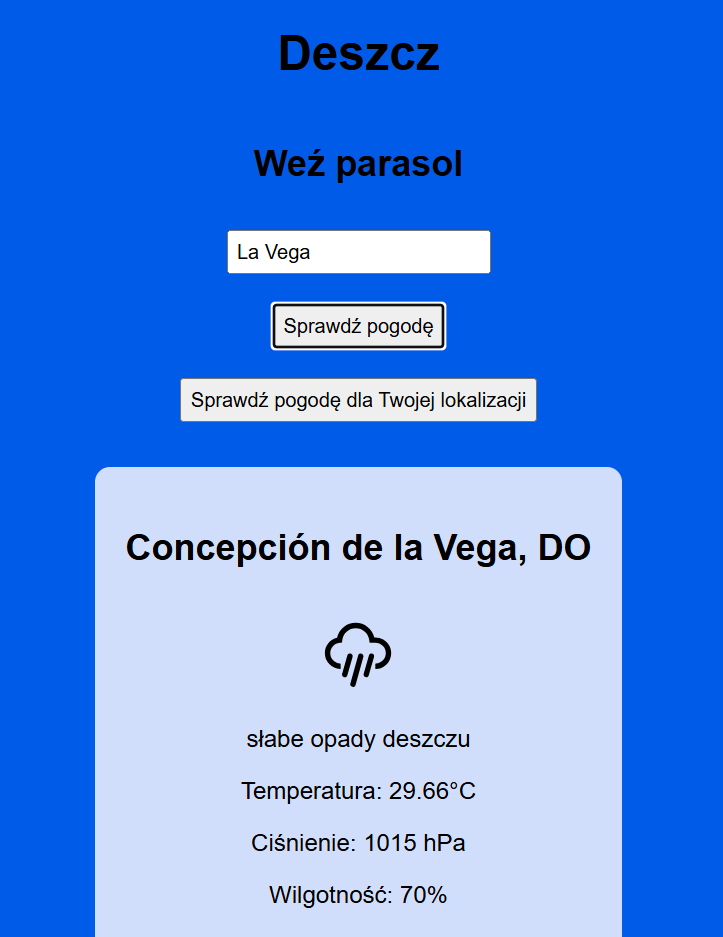 Deszcz
Weź parasol
La Vega
Sprawdź pogodę
Sprawdź pogodę dla Twojej lokalizacji
Concepción de la Vega, DO
słabe opady deszczu
Temperatura: 29.66°C
Ciśnienie: 1015 hPa
Wilgotność: 70%